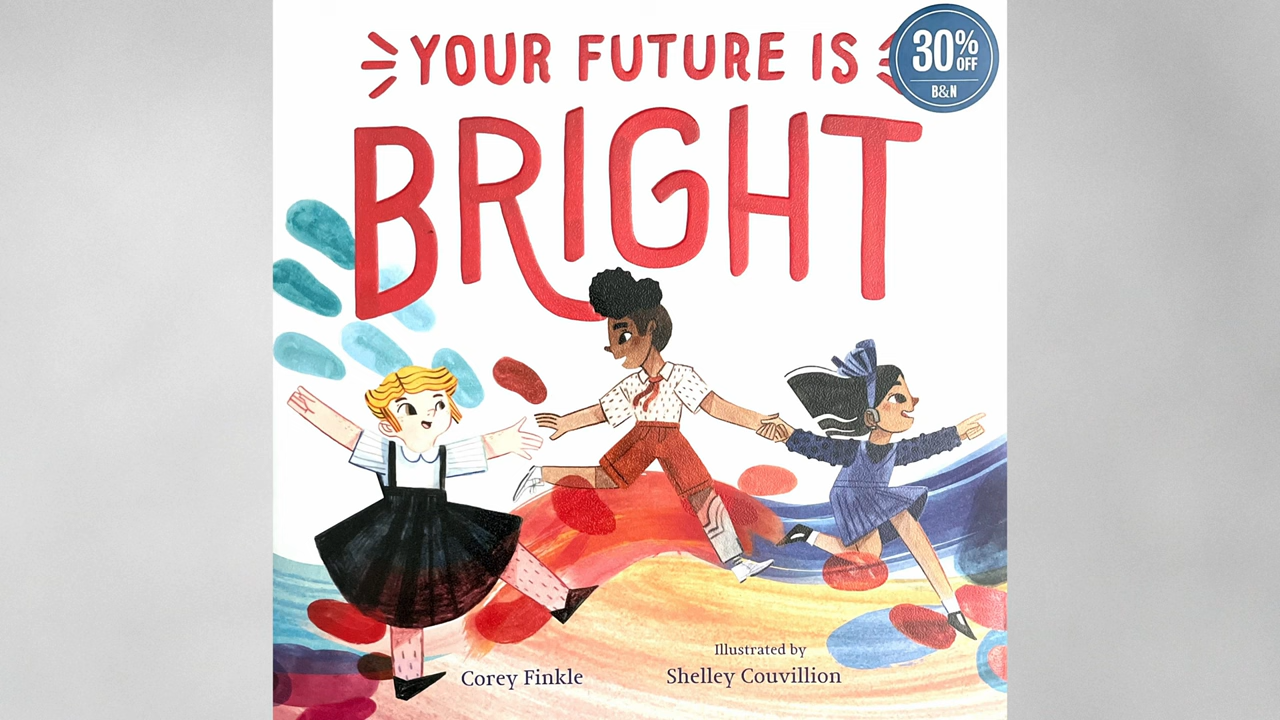 YOUR FUTURE IS
BRIGHT
30%
OFF
B&N
Illustrated by
Corey Finkle
Shelley Couvillion